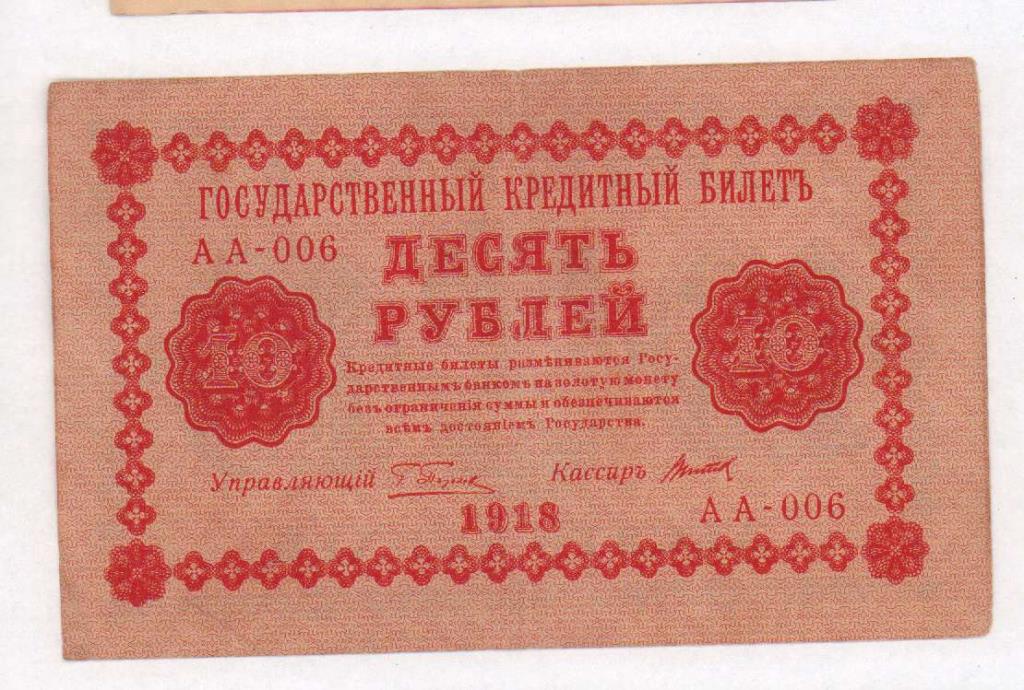 ГОСУДАРСТВЕННЫЙ КРЕДИТНЫЙ БИЛЕТЪ
АА-006
ДЕСЯТЬ
РУБЛЕЙ
10
10
Кредитные билеты размѣниваются Госу-
дарственнымъ банкомъ на золотую монету
безъ ограниченія суммы и обезпечиваются
всѣмъ достояніемъ Государства.
Управляющій
Кассиръ
1918
АА-006